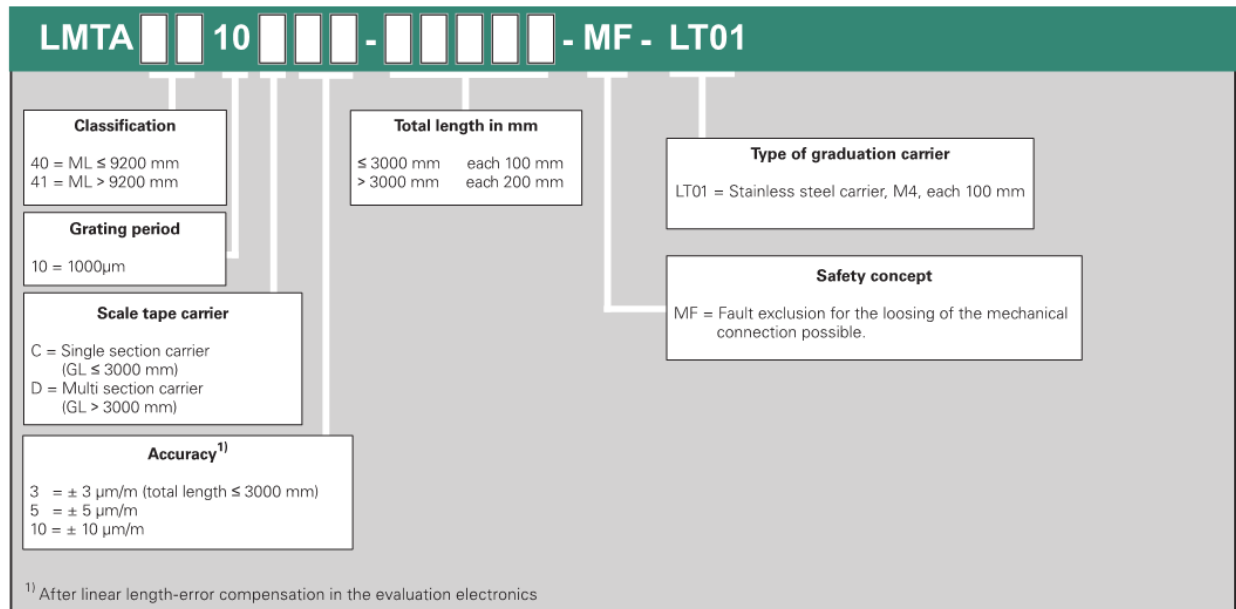 LMTA 10 - - MF - LT01
Classification
40 = ML ≤ 9200 mm
41 = ML > 9200 mm
Grating period
10 = 1000µm
Scale tape carrier
C = Single section carrier
(GL ≤ 3000 mm)
D = Multi section carrier
(GL > 3000 mm)
Accuracy1)
3 = ± 3 µm/m (total length ≤ 3000 mm)
5 = ± 5 µm/m
10 = ± 10 µm/m
Total length in mm
≤ 3000 mm each 100 mm
> 3000 mm each 200 mm
Type of graduation carrier
LT01 = Stainless steel carrier, M4, each 100 mm
Safety concept
MF = Fault exclusion for the loosing of the mechanical
connection possible.
1) After linear length-error compensation in the evaluation electronics